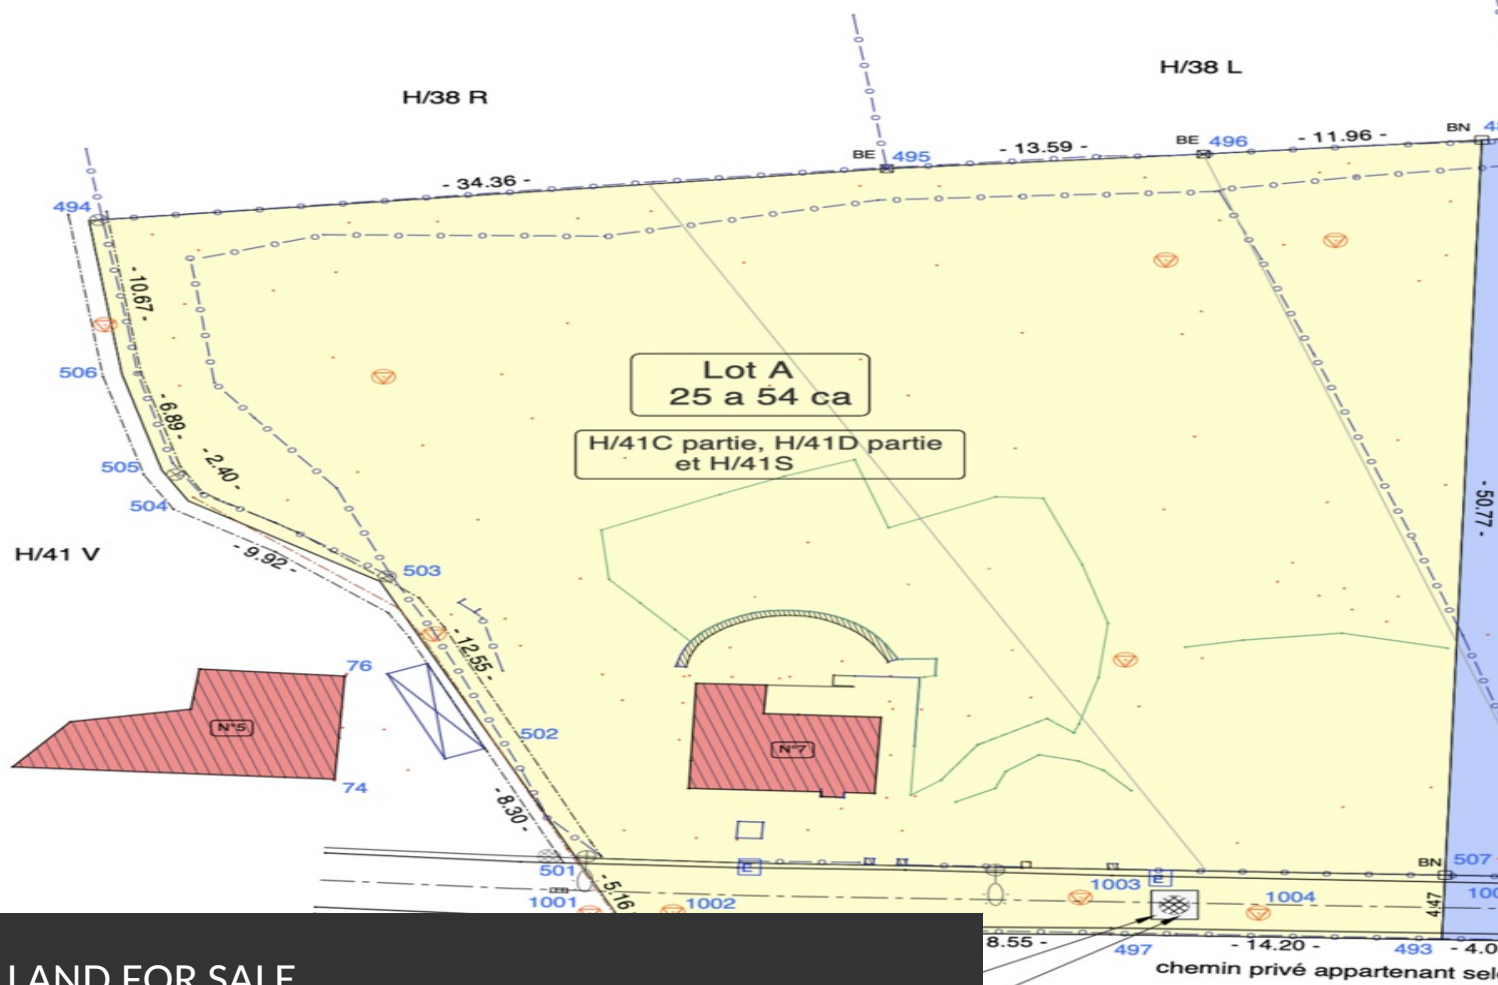 H/38 R
H/38 L
BE
495
- 13.59 -
BE
496
- 11.96 -
BN
- 34.36 -
494
- 10.67 -
506
- 6.89 -
505
- 2.40 -
504
Lot A
25 a 54 ca
H/41C partie, H/41D partie
et H/41S
- 50.77 -
H/41 V
- 9.92 -
503
- 12.55 -
76
N°5
74
502
N°7
- 8.30 -
501
E
BN
507
- 5.16
1001
1002
1003
E
1004
4.47
8.55 -
497
- 14.20 -
493
- 4.0
chemin privé appartenant sel
LAND FOR SALE